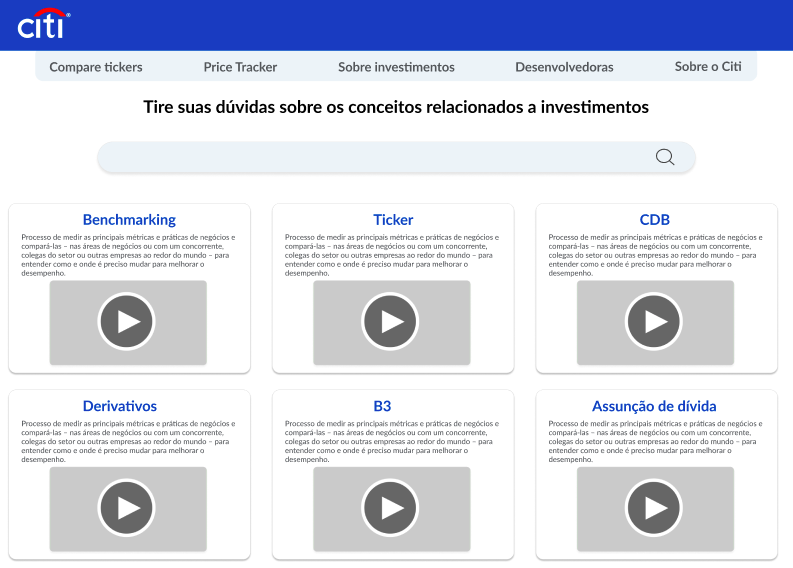 citi®
Compare tickers Price Tracker Sobre investimentos Desenvolvedoras Sobre o Citi
Tire suas dúvidas sobre os conceitos relacionados a investimentos
Benchmarking Ticker CDB
Processo de medir as principais métricas e práticas de negócios e
compará-las – nas áreas de negócios ou com um concorrente,
colegas do setor ou outras empresas ao redor do mundo – para
entender como e onde é preciso mudar para melhorar o
desempenho.
Processo de medir as principais métricas e práticas de negócios e
compará-las – nas áreas de negócios ou com um concorrente,
colegas do setor ou outras empresas ao redor do mundo – para
entender como e onde é preciso mudar para melhorar o
desempenho.
Processo de medir as principais métricas e práticas de negócios e
compará-las – nas áreas de negócios ou com um concorrente,
colegas do setor ou outras empresas ao redor do mundo – para
entender como e onde é preciso mudar para melhorar o
desempenho.
Derivativos B3 Assunção de dívida
Processo de medir as principais métricas e práticas de negócios e
compará-las – nas áreas de negócios ou com um concorrente,
colegas do setor ou outras empresas ao redor do mundo – para
entender como e onde é preciso mudar para melhorar o
desempenho.
Processo de medir as principais métricas e práticas de negócios e
compará-las – nas áreas de negócios ou com um concorrente,
colegas do setor ou outras empresas ao redor do mundo – para
entender como e onde é preciso mudar para melhorar o
desempenho.
Processo de medir as principais métricas e práticas de negócios e
compará-las – nas áreas de negócios ou com um concorrente,
colegas do setor ou outras empresas ao redor do mundo – para
entender como e onde é preciso mudar para melhorar o
desempenho.